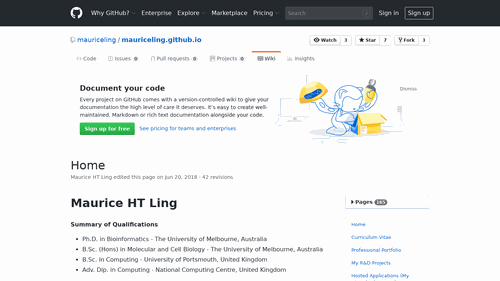 Why GitHub? Enterprise Explore Marketplace Pricing Search Sign in Sign up
mauriceling / mauriceling.github.io Watch 3 Star 7 Fork 3
Code Issues 0 Pull requests 0 Projects 0 Wiki Insights
Document your code
Dismiss
Every project on GitHub comes with a version-controlled wiki to give your
documentation the high level of care it deserves. It's easy to create well-
maintained, Markdown or rich text documentation alongside your code.
Sign up for free See pricing for teams and enterprises
Home
Maurice HT Ling edited this page on Jun 20, 2018 · 42 revisions
Maurice HT Ling
Summary of Qualifications
Ph.D. in Bioinformatics - The University of Melbourne, Australia
B.Sc. (Hons) in Molecular and Cell Biology - The University of Melbourne, Australia
B.Sc. in Computing - University of Portsmouth, United Kingdom
Adv. Dip. in Computing - National Computing Centre, United Kingdom
Pages 165
Home
Curriculum Vitae
Professional Portfolio
My R&D Projects
Hosted Applications (My